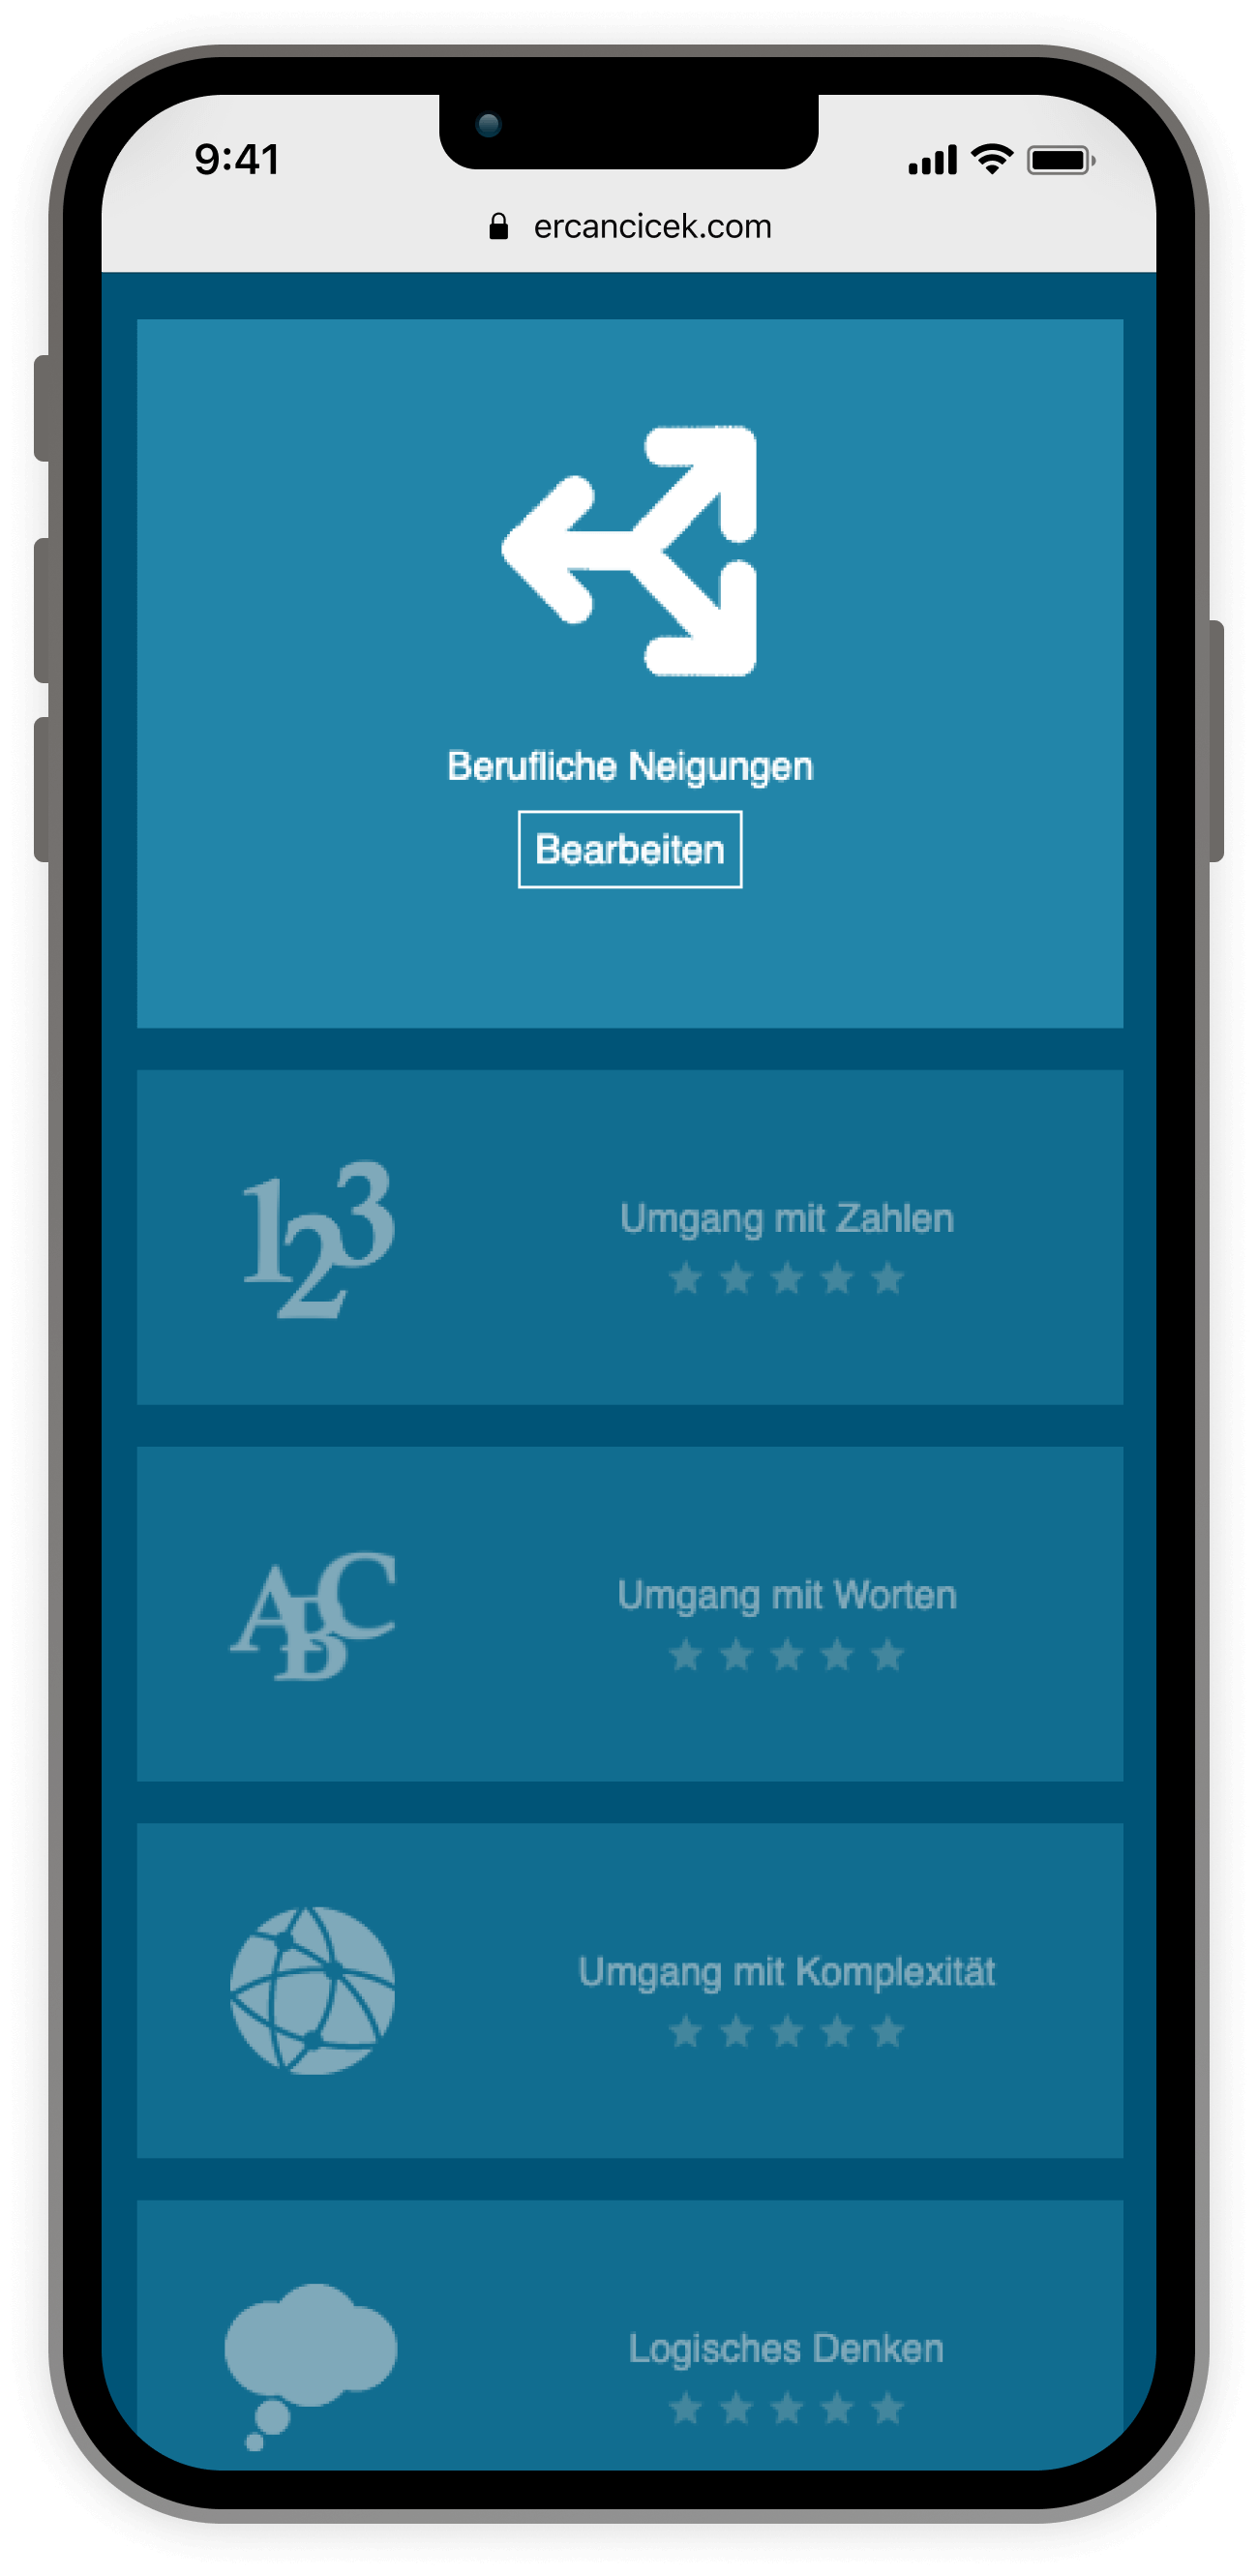 9:41
ercancicek.com
Berufliche Neigungen
Bearbeiten
123
Umgang mit Zahlen
ABC
Umgang mit Worten
Umgang mit Komplexität
Logisches Denken